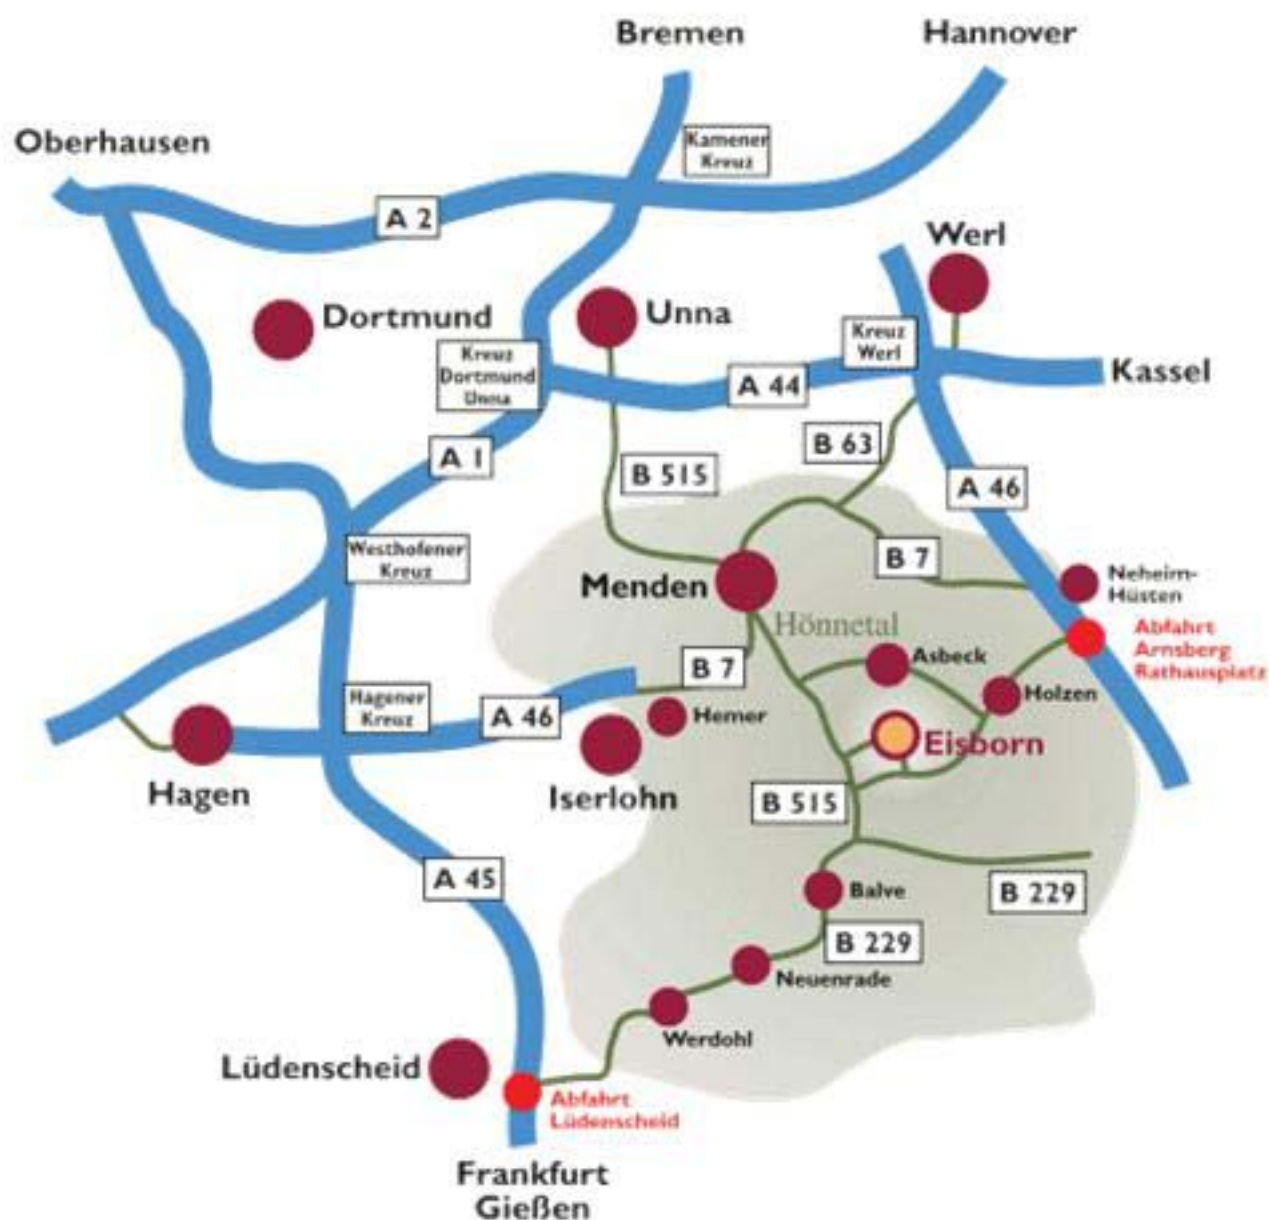 Bremen
Hannover
Oberhausen
Kamener
Kreuz
A 2
Werl
Dortmund
Unna
Kreuz
Werl
Kreuz
Dortmund
Unna
A 44
Kassel
B 63
A 1
B 515
A 46
Westhofener
Kreuz
B 7
Menden
Neheim-
Hüsten
Hönnetal
Abfahrt
Arnsberg
Rathausplatz
Asbeck
B 7
Holzen
Hagener
Kreuz
A 46
Hemer
Eisborn
Hagen
Iserlohn
B 515
A 45
Balve
B 229
B 229
Neuenrade
Werdohl
Lüdenscheid
Abfahrt
Lüdenscheid
Frankfurt
Gießen